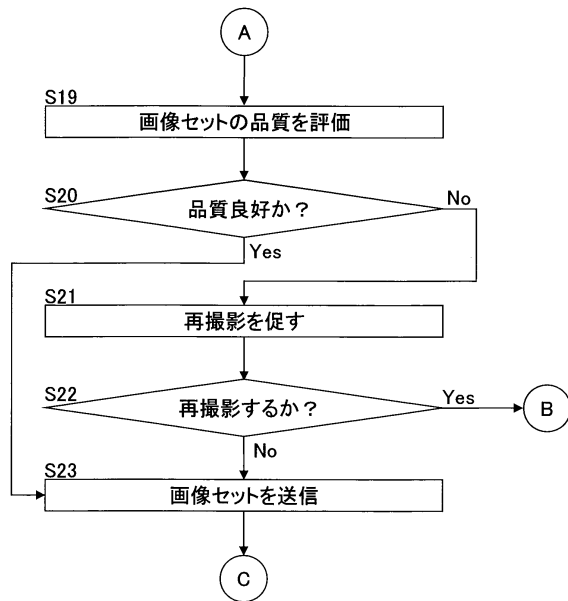 A
S19
画像セットの品質を評価
S20
品質良好か？
No
Yes
S21
再撮影を促す
S22
再撮影するか？
Yes
B
No
S23
画像セットを送信
C